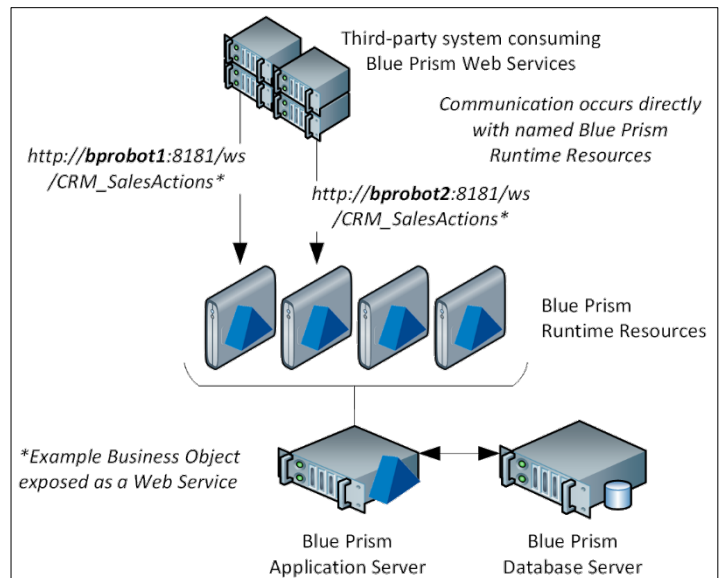 Third-party system consuming
Blue Prism Web Services
Communication occurs directly
with named Blue Prism
Runtime Resources
http://bprobot1:8181/ws
/CRM_SalesActions*
http://bprobot2:8181/ws
/CRM_SalesActions*
Blue Prism
Runtime Resources
*Example Business Object
exposed as a Web Service
Blue Prism
Application Server
Blue Prism
Database Server